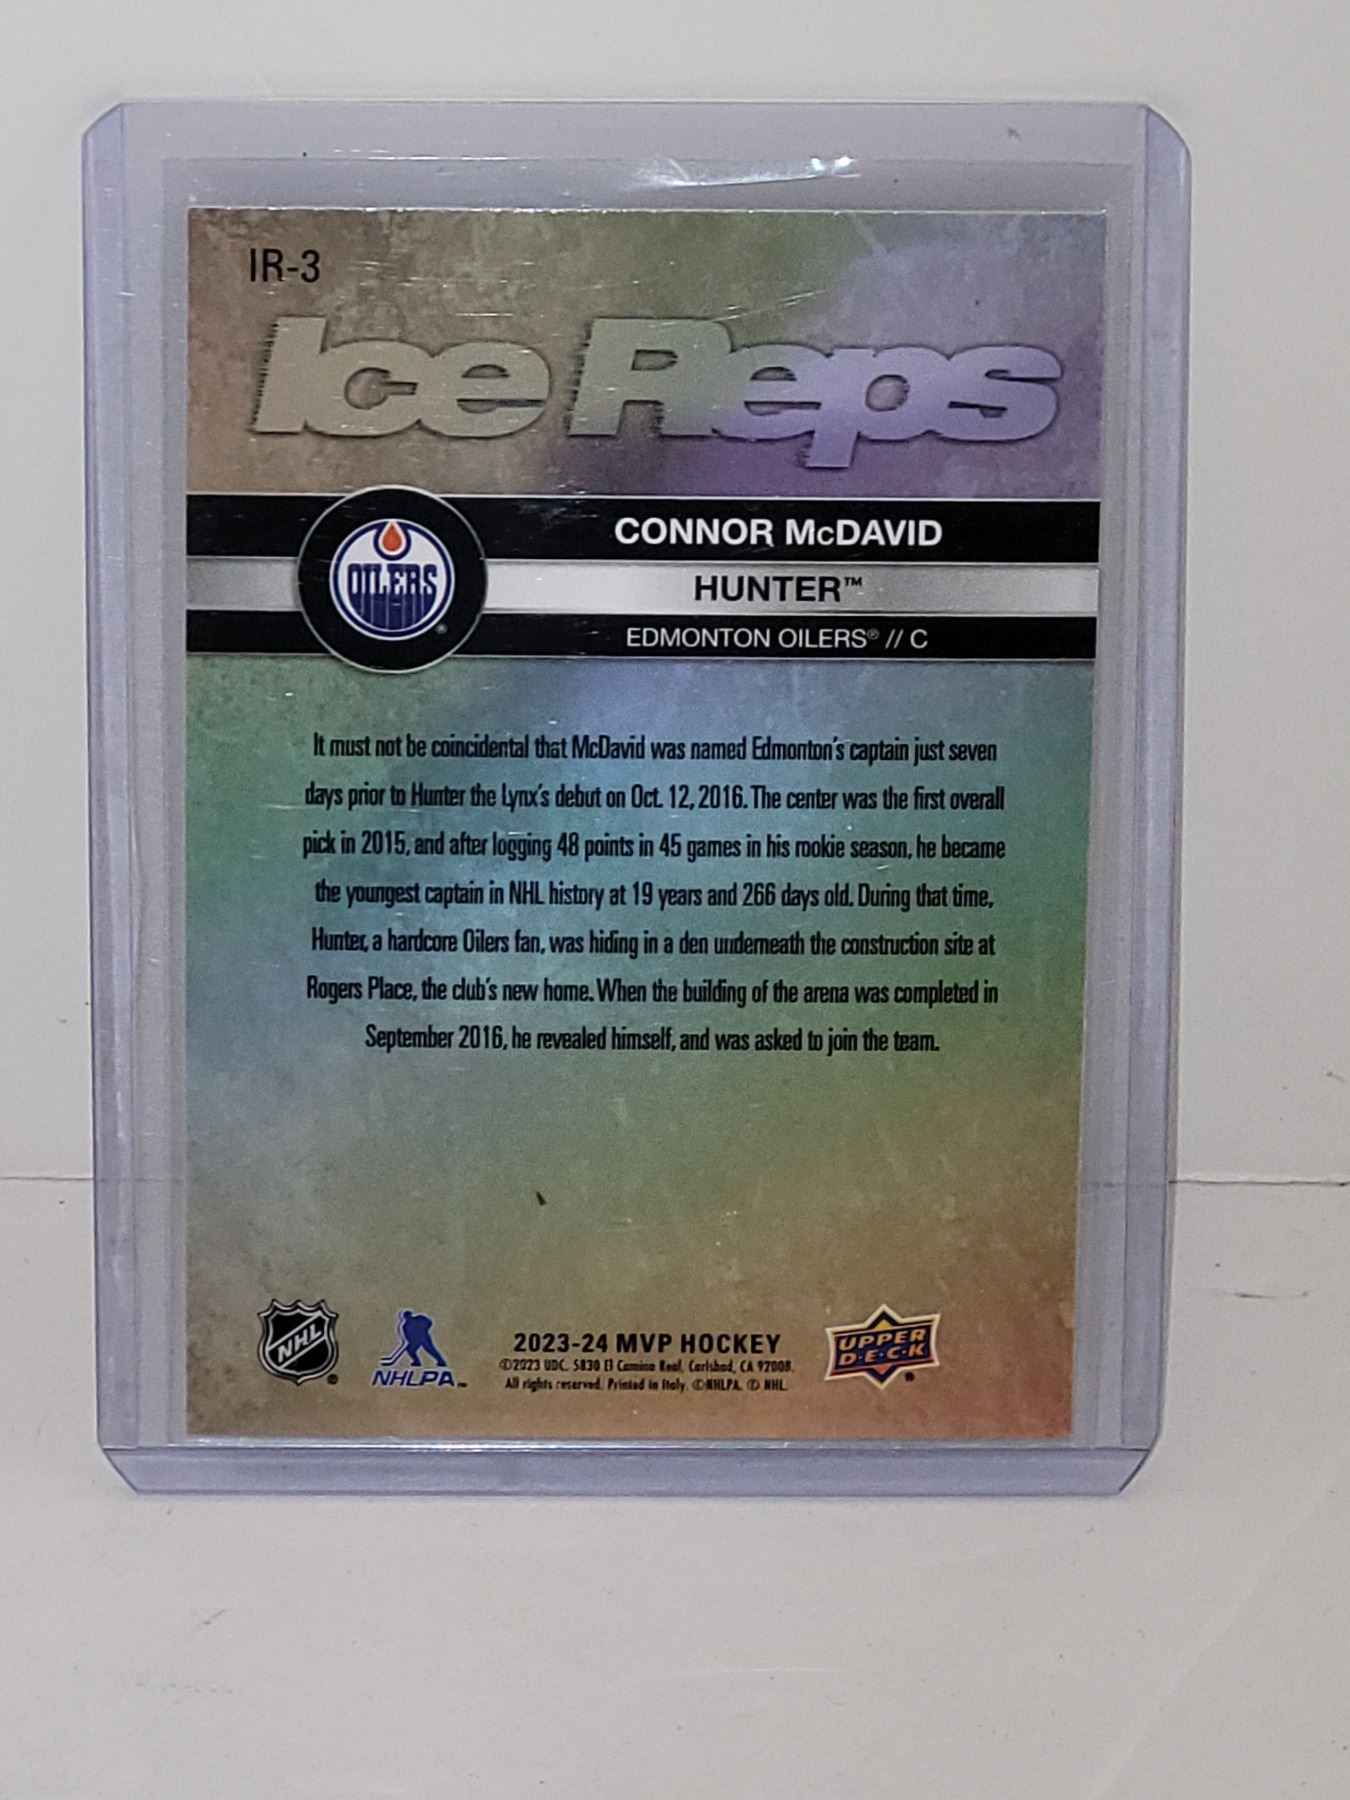 IR-3
Ice Reps
CONNOR McDAVID
OILERS
HUNTER™
EDMONTON OILERS® // C
It must not be coincidental that McDavid was named Edmonton's captain just seven
days prior to Hunter the Lynx's debut on Oct. 12, 2016. The center was the first overall
pick in 2015, and after logging 48 points in 45 games in his rookie season, he became
the youngest captain in NHL history at 19 years and 266 days old. During that time,
Hunter, a hardcore Oilers fan, was hiding in a den underneath the construction site at
Rogers Place, the club's new home. When the building of the arena was completed in
September 2016, he revealed himself, and was asked to join the team.
NHL
NHLPA™
2023-24 MVP HOCKEY
©2023 UDC. 5830 El Camino Real, Carlsbad, CA 92008.
All rights reserved. Printed in Italy. ©NHLPA. © NHL
UPPER
D·E·C·K